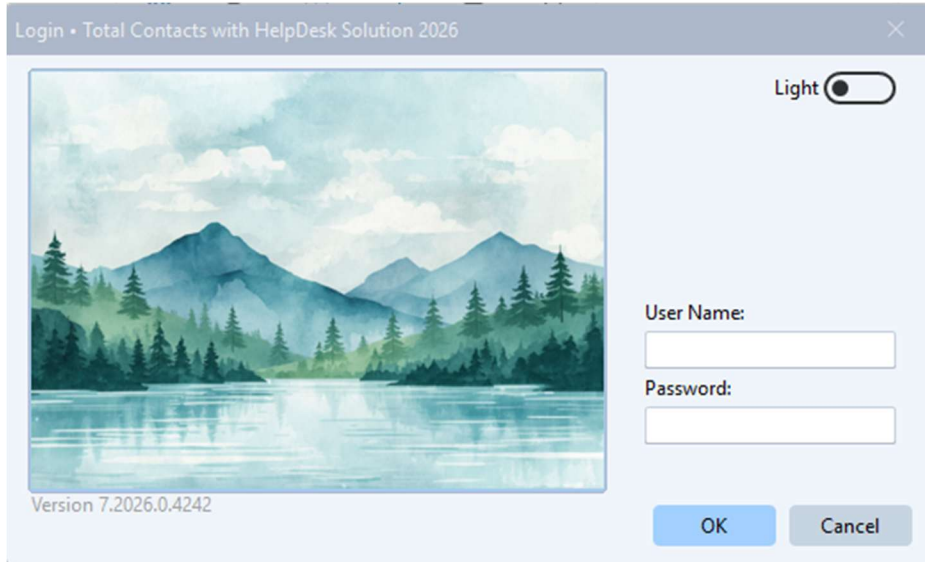 Login • Total Contacts with HelpDesk Solution 2026
Light
User Name:
Password:
Version 7.2026.0.4242
OK
Cancel